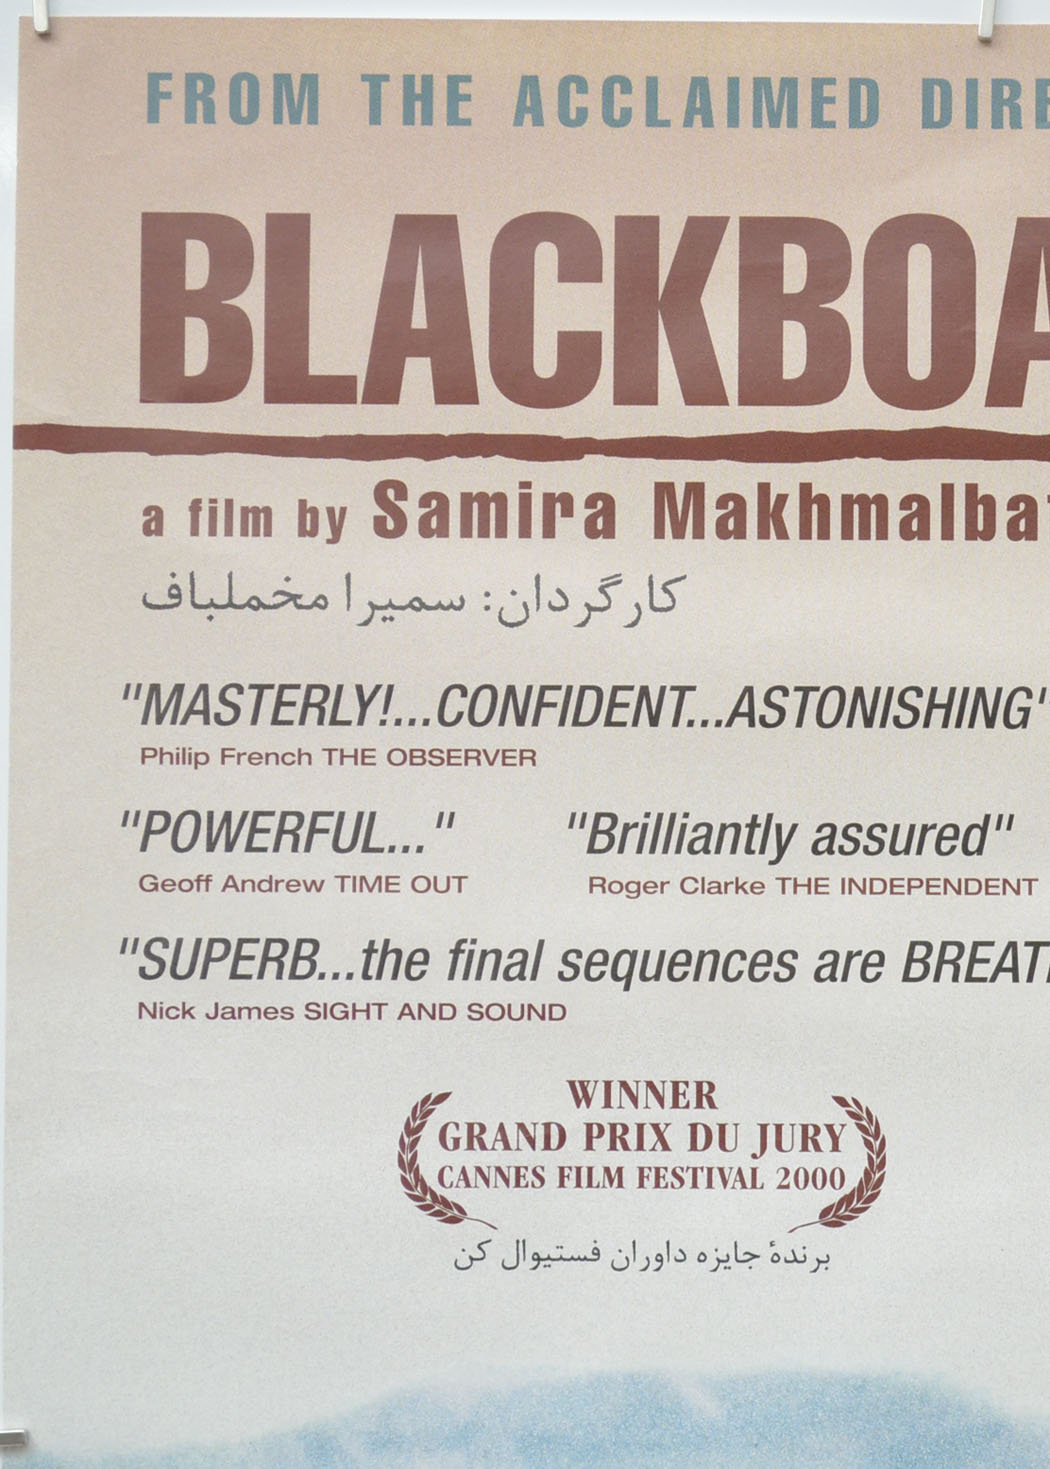 FROM THE ACCLAIMED DIRE
BLACKBOA
a film by Samira Makhmalbaf
کارگردان: سمیرا مخملباف
"MASTERLY!...CONFIDENT...ASTONISHING"
Philip French THE OBSERVER
"POWERFUL..." "Brilliantly assured"
Geoff Andrew TIME OUT Roger Clarke THE INDEPENDENT
"SUPERB...the final sequences are BREAT
Nick James SIGHT AND SOUND
WINNER
GRAND PRIX DU JURY
CANNES FILM FESTIVAL 2000
برندهٔ جایزه داوران فستیوال کن